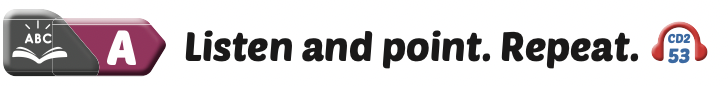 ABC A Listen and point. Repeat. CD2
53